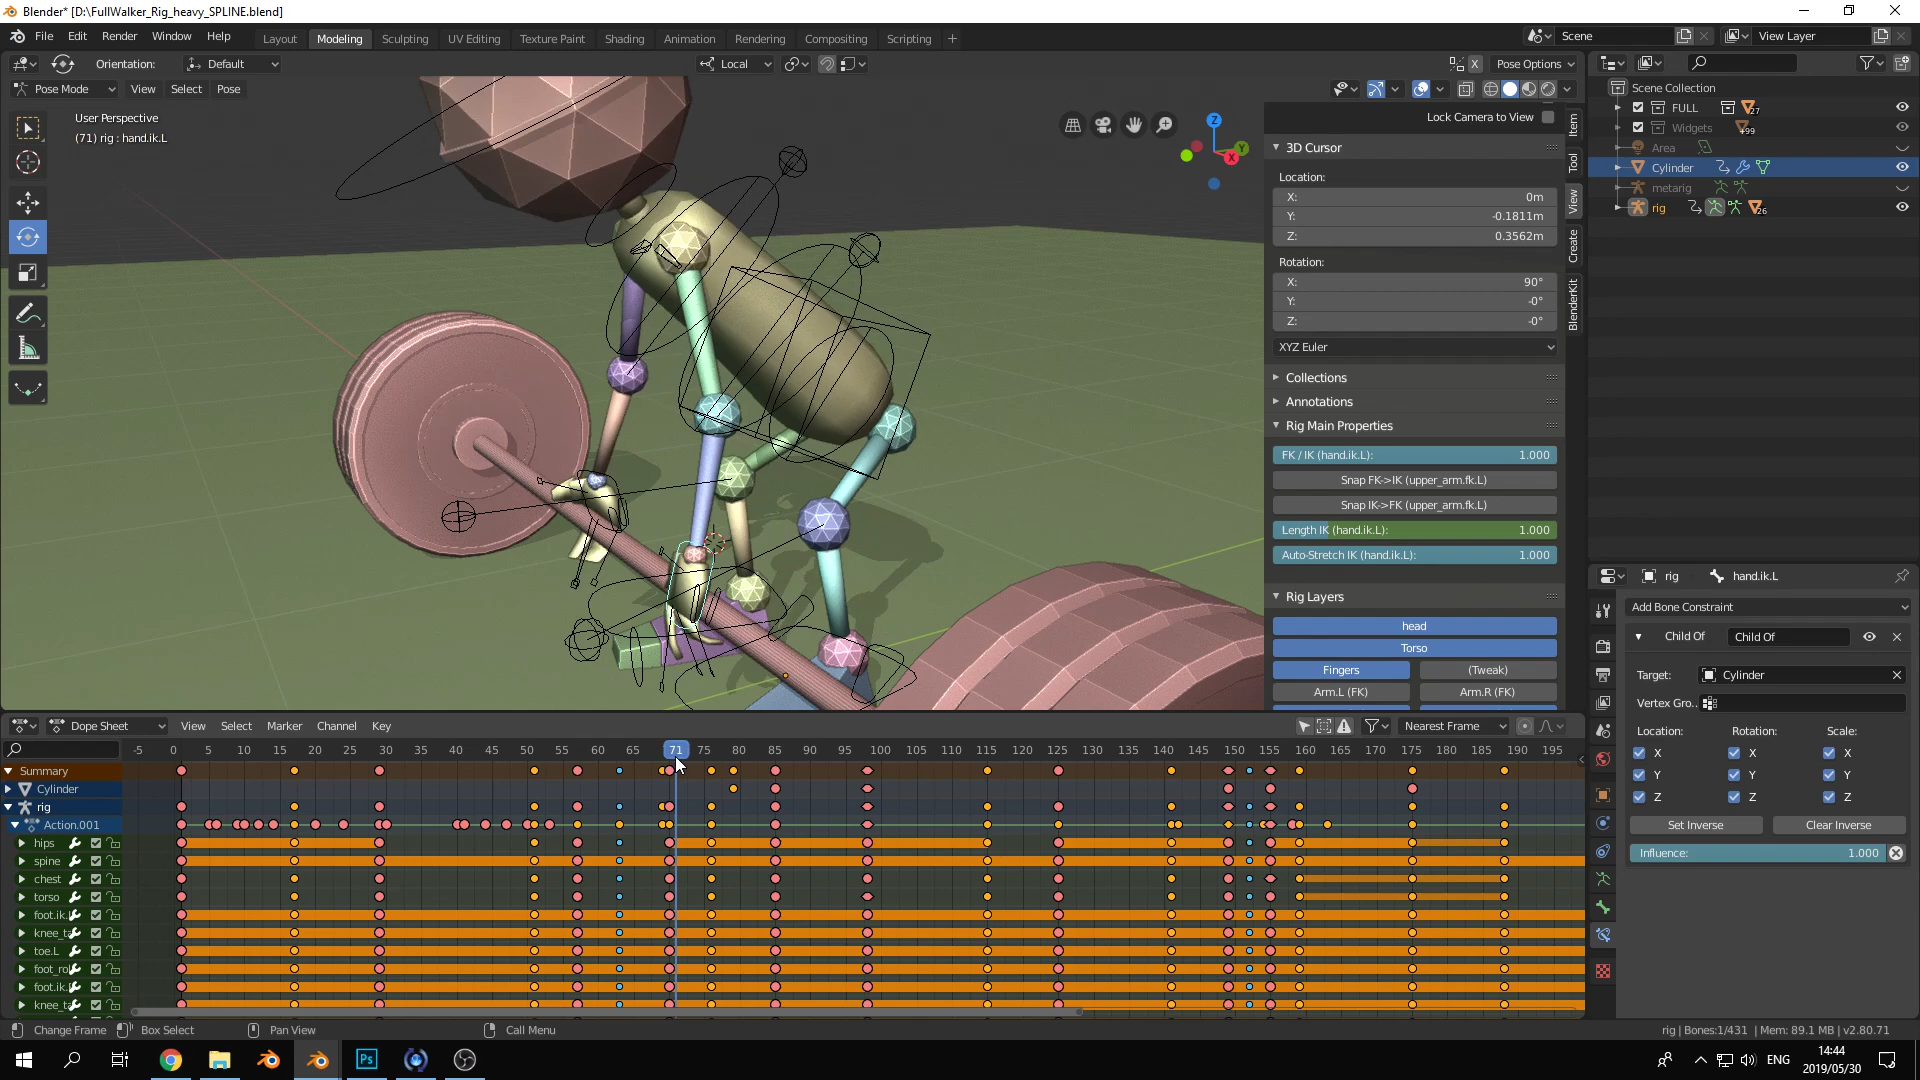 Blender* [D:\FullWalker_Rig_heavy_SPLINE.blend]
File Edit Render Window Help Layout Modeling Sculpting UV Editing Texture Paint Shading Animation Rendering Compositing Scripting + Scene View Layer
Orientation: Default Local X Pose Options
Pose Mode View Select Pose
User Perspective
(71) rig : hand.ik.L
Z
Y
X
Lock Camera to View
3D Cursor
Location:
X: 0m
Y: -0.1811m
Z: 0.3562m
Rotation:
X: 90°
Y: -0°
Z: -0°
XYZ Euler
Collections
Annotations
Rig Main Properties
FK / IK (hand.ik.L): 1.000
Snap FK->IK (upper_arm.fk.L)
Snap IK->FK (upper_arm.fk.L)
Length IK (hand.ik.L): 1.000
Auto-Stretch IK (hand.ik.L): 1.000
Rig Layers
head
Torso
Fingers (Tweak)
Arm.L (FK) Arm.R (FK)
Item
Tool
View
Create
BlenderKit
Scene Collection
FULL 27
Widgets +99
Area
Cylinder
metarig
rig 26
rig hand.ik.L
Add Bone Constraint
Child Of Child Of
Target: Cylinder
Vertex Gro..
Location: Rotation: Scale:
X X X
Y Y Y
Z Z Z
Set Inverse Clear Inverse
Influence: 1.000
Dope Sheet View Select Marker Channel Key Nearest Frame
-5 0 5 10 15 20 25 30 35 40 45 50 55 60 65 71 75 80 85 90 95 100 105 110 115 120 125 130 135 140 145 150 155 160 165 170 175 180 185 190 195
Summary
Cylinder
rig
Action.001
hips
spine
chest
torso
foot.ik.
knee_ta
toe.L
foot_rol
foot.ik.
knee_ta
Change Frame Box Select Pan View Call Menu rig | Bones:1/431 | Mem: 89.1 MB | v2.80.71
Ps
ENG
14:44
2019/05/30